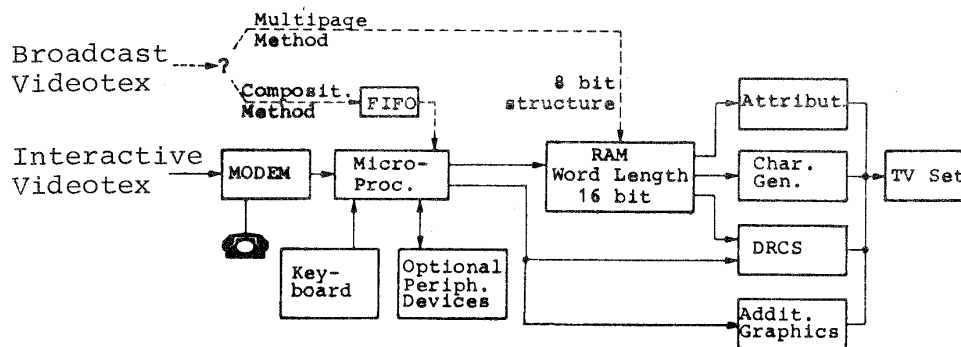 Multipage
Method
Broadcast
Videotex
?
Composit.
Method
FIFO
8 bit
structure
Attribut.
Interactive
Videotex
MODEM
Micro-
Proc.
RAM
Word Length
16 bit
Char.
Gen.
TV Set
DRCS
Key-
board
Optional
Periph.
Devices
Addit.
Graphics